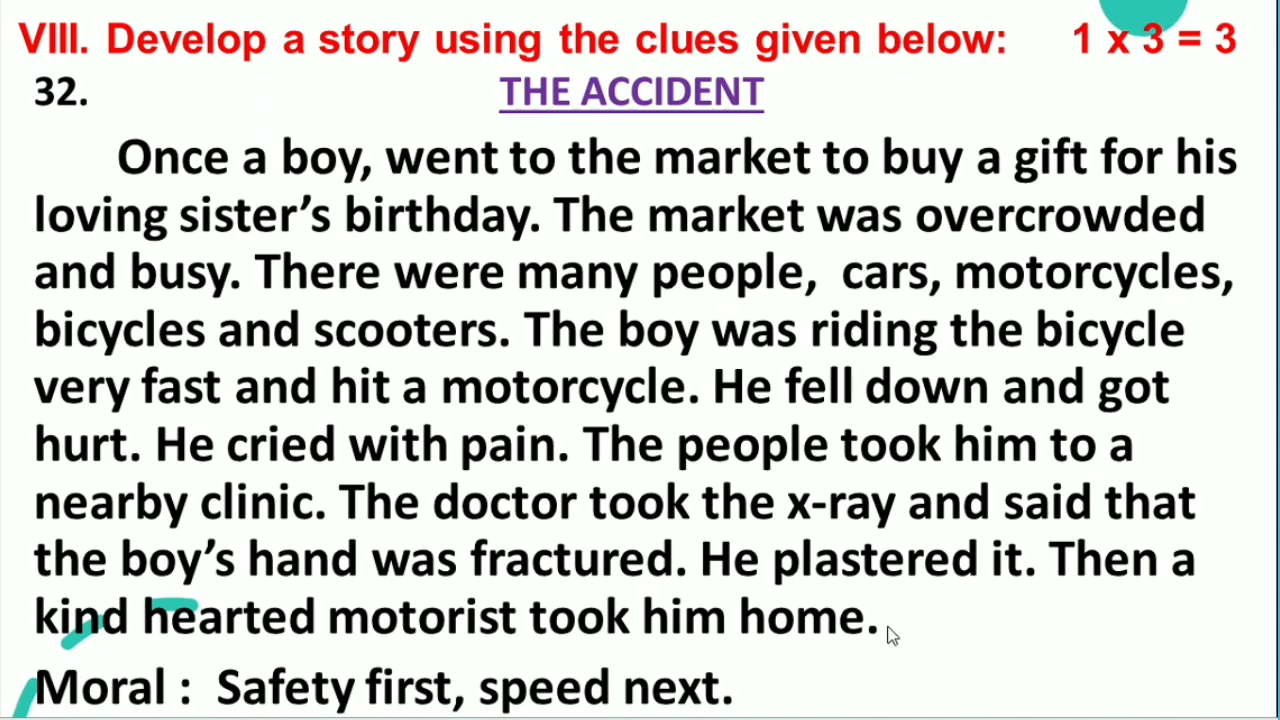 VIII. Develop a story using the clues given below: 1 x 3 = 3
32. THE ACCIDENT
Once a boy, went to the market to buy a gift for his
loving sister’s birthday. The market was overcrowded
and busy. There were many people, cars, motorcycles,
bicycles and scooters. The boy was riding the bicycle
very fast and hit a motorcycle. He fell down and got
hurt. He cried with pain. The people took him to a
nearby clinic. The doctor took the x-ray and said that
the boy’s hand was fractured. He plastered it. Then a
kind hearted motorist took him home.
Moral : Safety first, speed next.